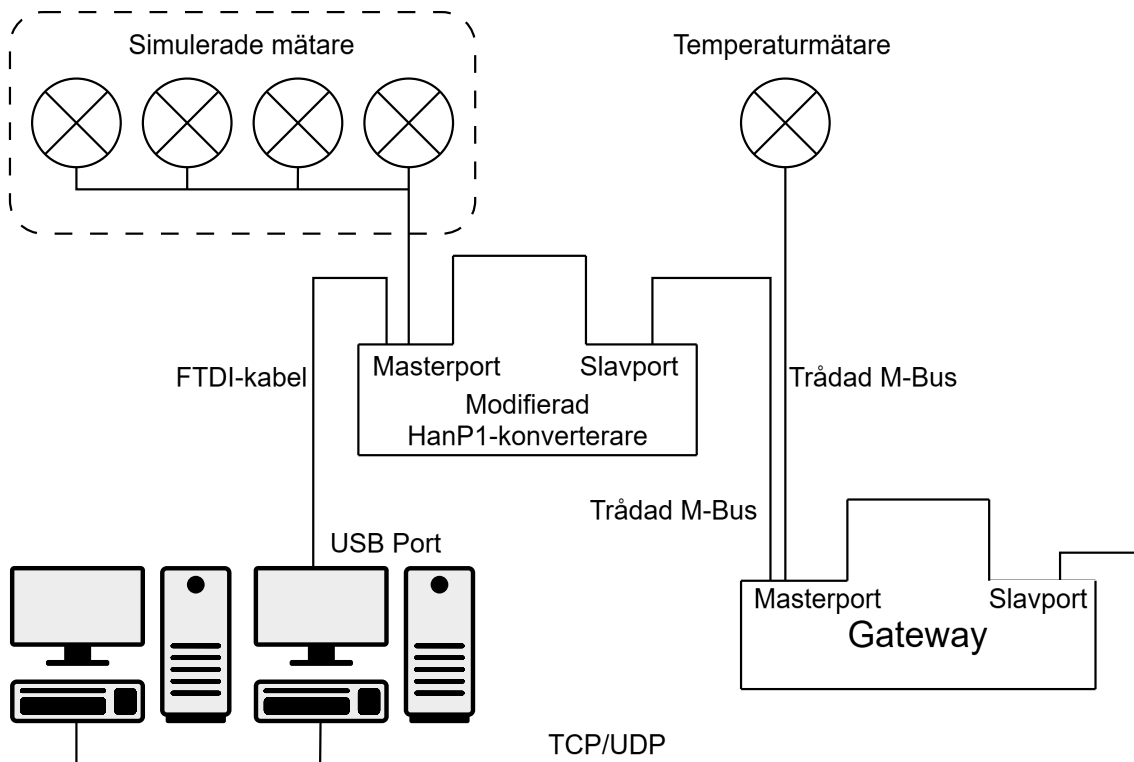 Simulerade mätare
Temperaturmätare
FTDI-kabel
Masterport
Slavport
Modifierad
HanP1-konverterare
Trådad M-Bus
Trådad M-Bus
USB Port
Masterport
Slavport
Gateway
TCP/UDP